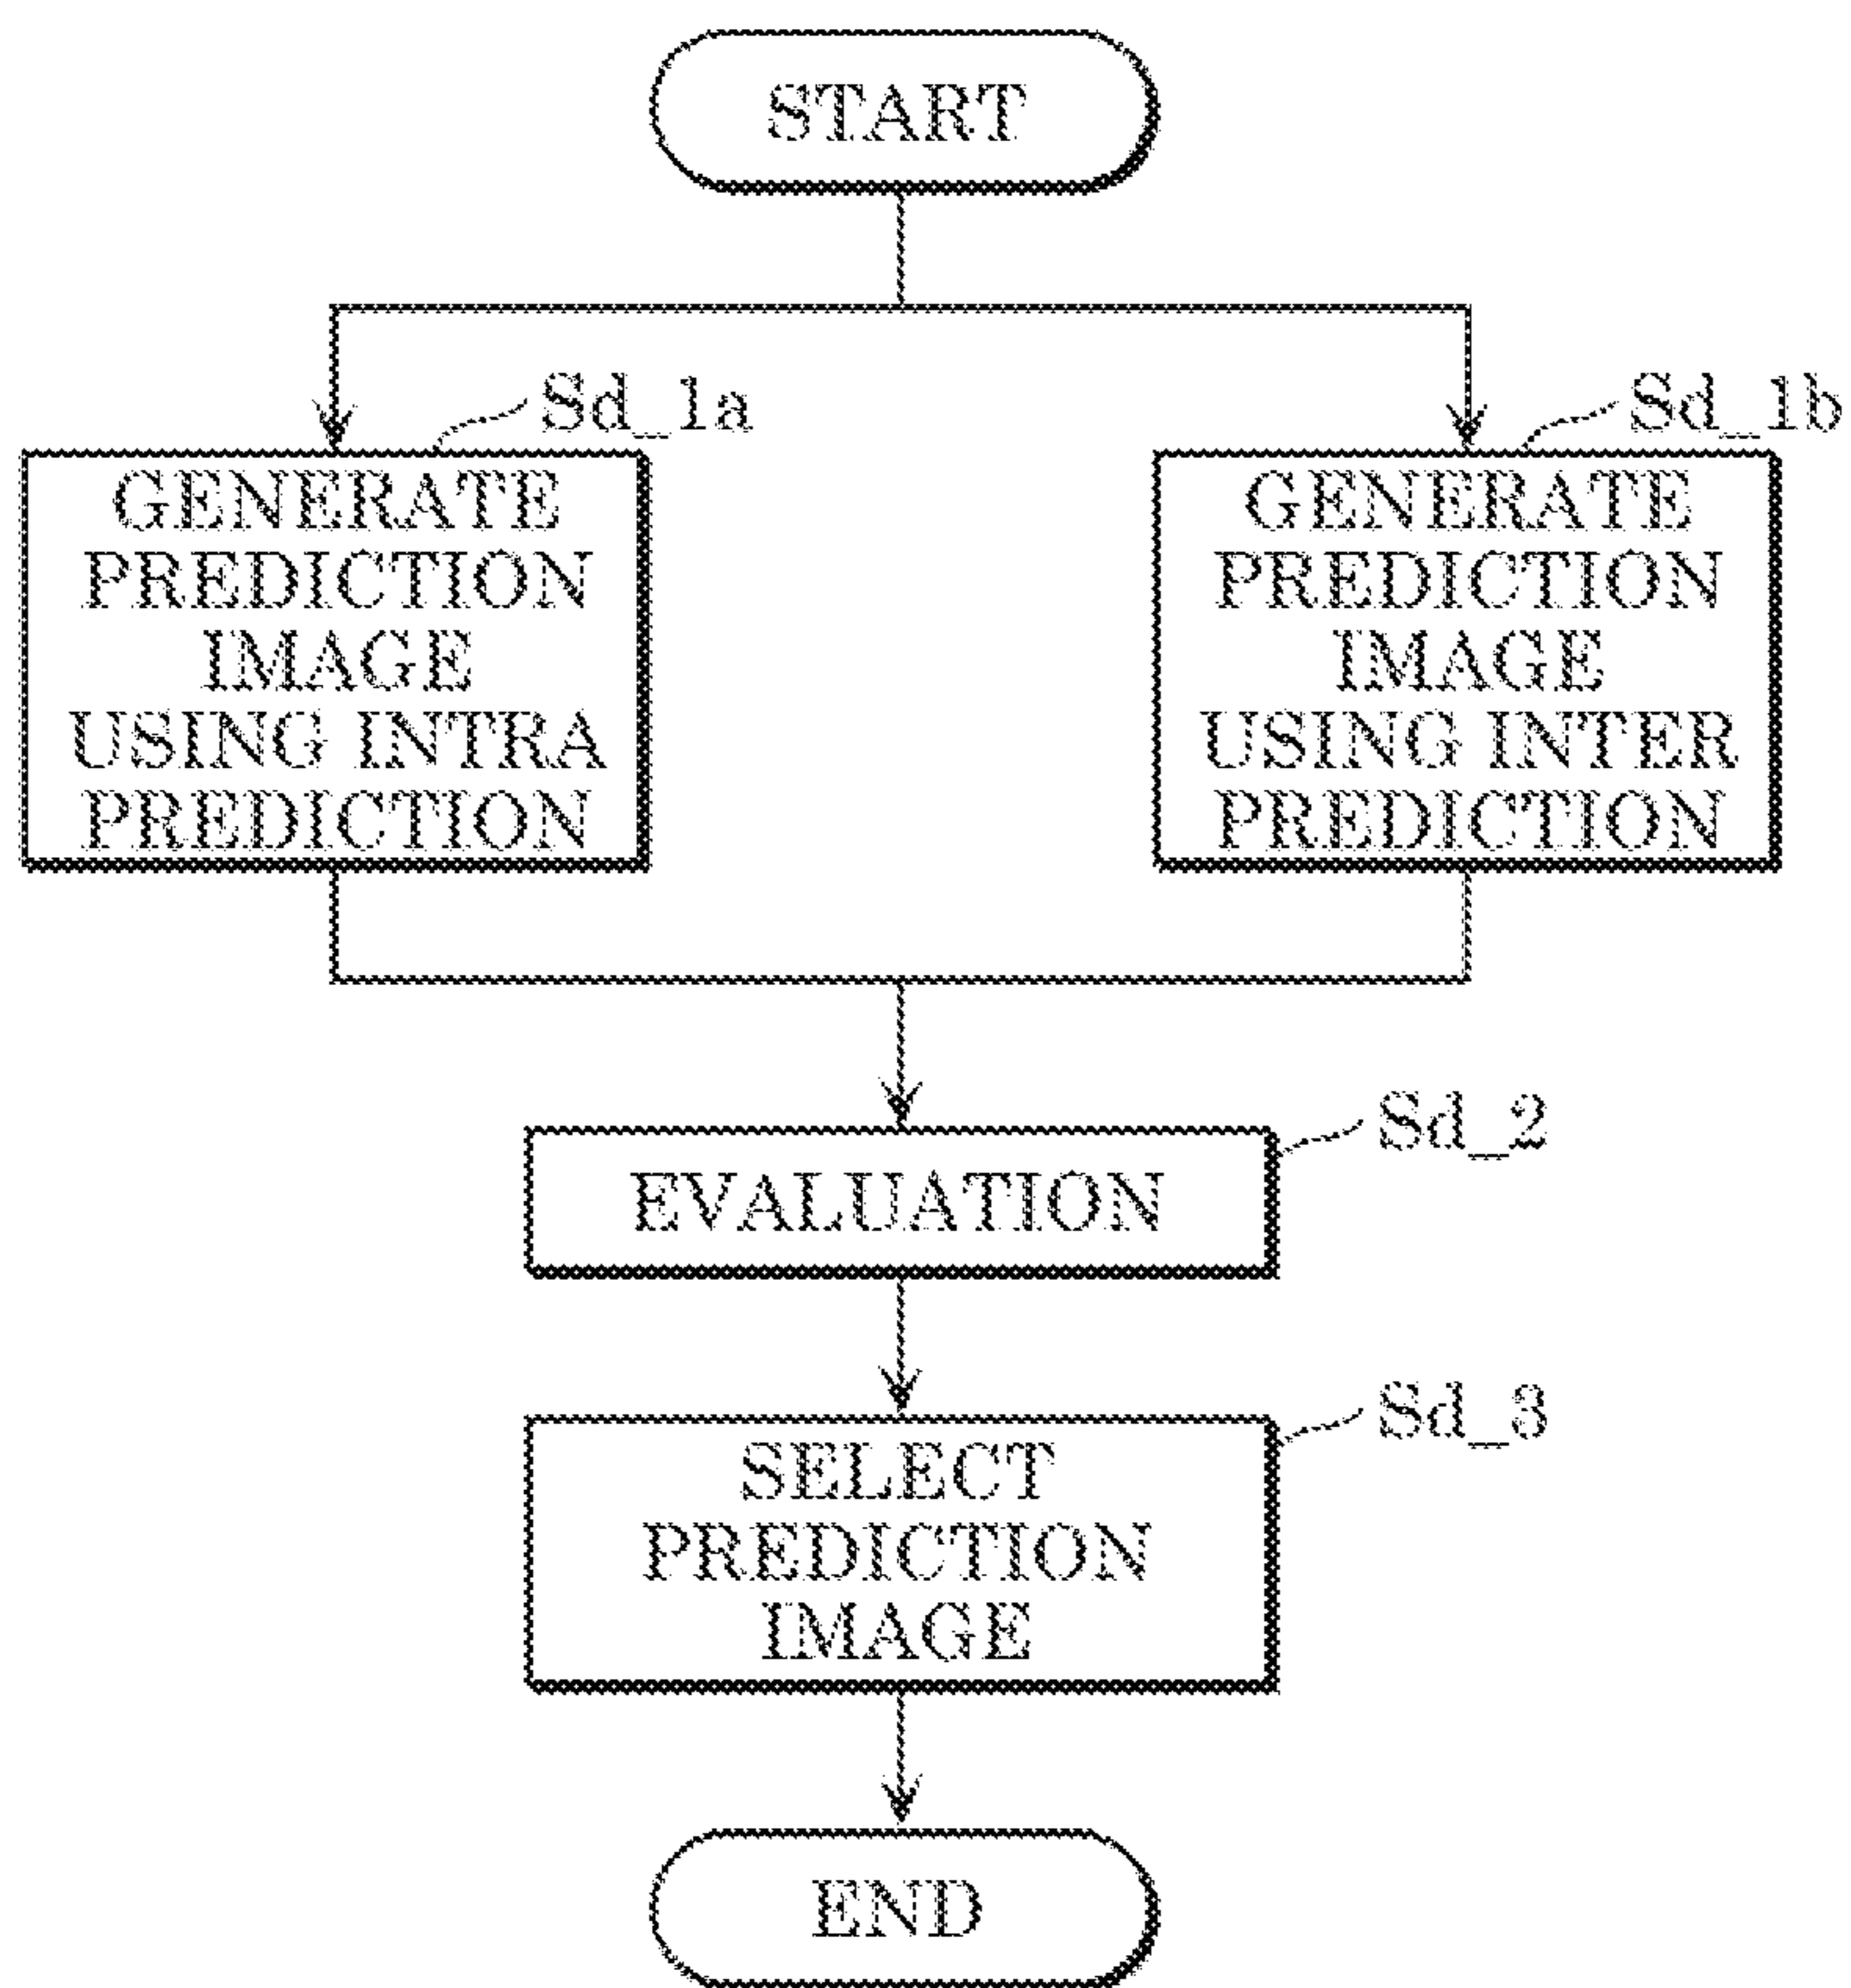 START
Sd_1a
GENERATE
PREDICTION
IMAGE
USING INTRA
PREDICTION
Sd_1b
GENERATE
PREDICTION
IMAGE
USING INTER
PREDICTION
Sd_2
EVALUATION
Sd_3
SELECT
PREDICTION
IMAGE
END